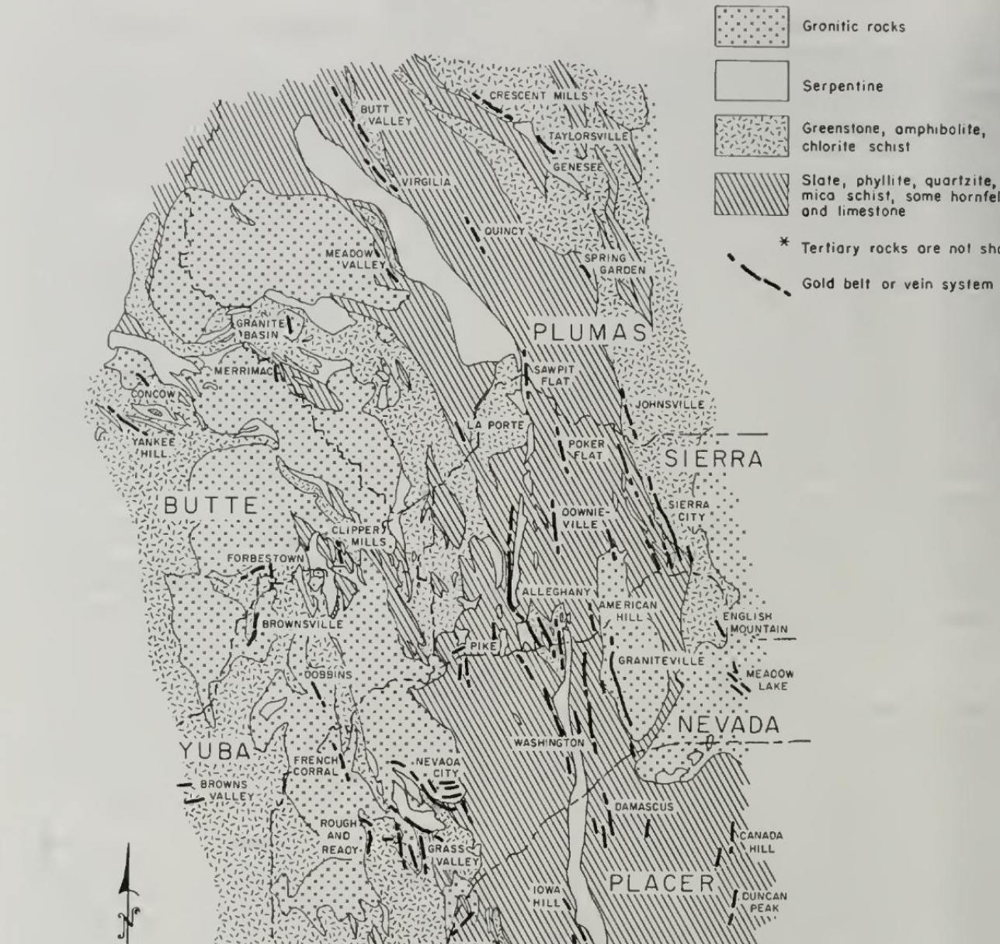 Gronitic rocks
Serpentine
Greenstone, amphibolite,
chlorite schist
Slate, phyllite, quartzite,
mica schist, some hornfel
and limestone
* Tertiary rocks are not sho
Gold belt or vein system
CRESCENT MILLS
BUTT
VALLEY
TAYLORSVILLE
GENESEE
VIRGILIA
QUINCY
MEADOW
VALLEY
SPRING
GARDEN
GRANITE
BASIN
PLUMAS
MERRIMAC
SAWPIT
FLAT
CONCOW
JOHNSVILLE
LA PORTE
YANKEE
HILL
POKER
FLAT
SIERRA
BUTTE
SIERRA
CITY
DOWNIE-
VILLE
CLIPPER
MILLS
FORBESTOWN
ALLEGHANY
AMERICAN
HILL
ENGLISH
MOUNTAIN
BROWNSVILLE
PIKE
GRANITEVILLE
DOBBINS
MEADOW
LAKE
NEVADA
WASHINGTON
YUBA
FRENCH
CORRAL
NEVADA
CITY
BROWNS
VALLEY
DAMASCUS
ROUGH
AND
READY
GRASS
VALLEY
CANADA
HILL
PLACER
IOWA
HILL
DUNCAN
PEAK
N